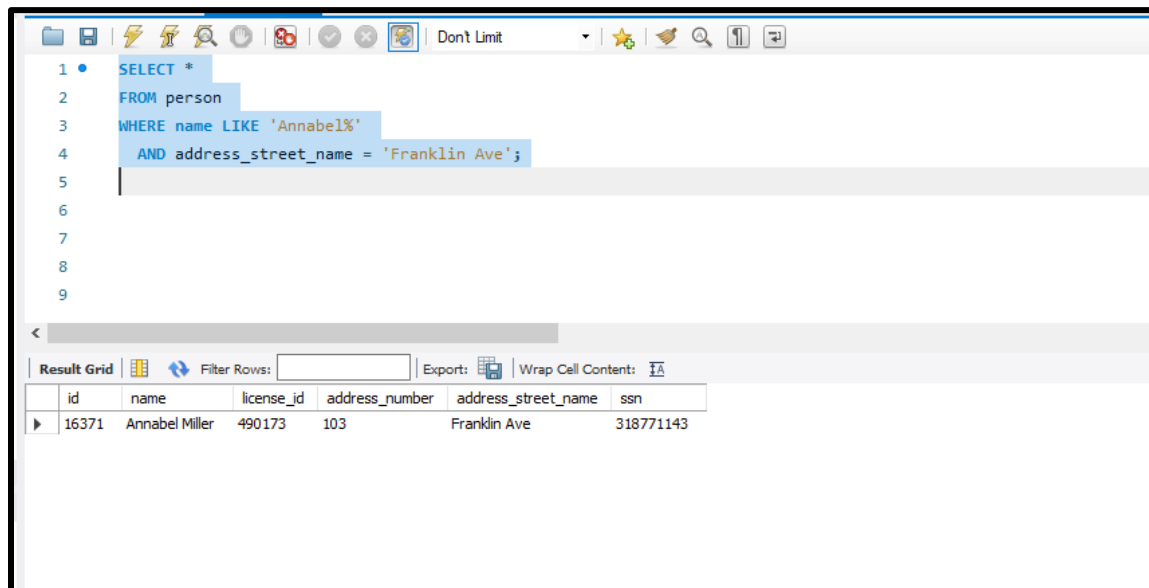 Don't Limit
1 SELECT *
2 FROM person
3 WHERE name LIKE 'Annabel%'
4 AND address_street_name = 'Franklin Ave';
5
6
7
8
9
Result Grid Filter Rows: Export: Wrap Cell Content:
id name license_id address_number address_street_name ssn
16371 Annabel Miller 490173 103 Franklin Ave 318771143